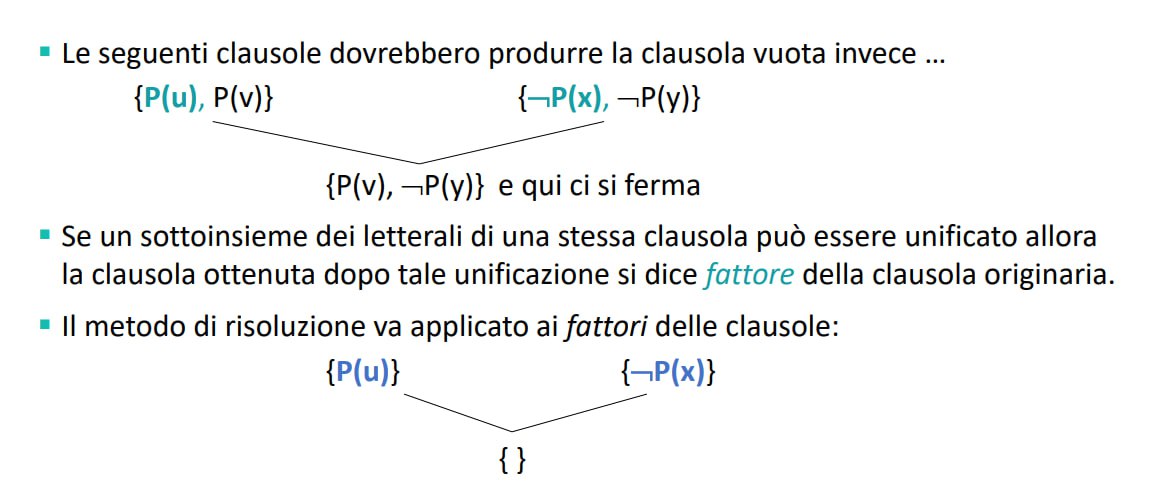 ▪ Le seguenti clausole dovrebbero produrre la clausola vuota invece …
{P(u), P(v)} {¬P(x), ¬P(y)}
{P(v), ¬P(y)} e qui ci si ferma
▪ Se un sottoinsieme dei letterali di una stessa clausola può essere unificato allora
la clausola ottenuta dopo tale unificazione si dice fattore della clausola originaria.
▪ Il metodo di risoluzione va applicato ai fattori delle clausole:
{P(u)} {¬P(x)}
{ }